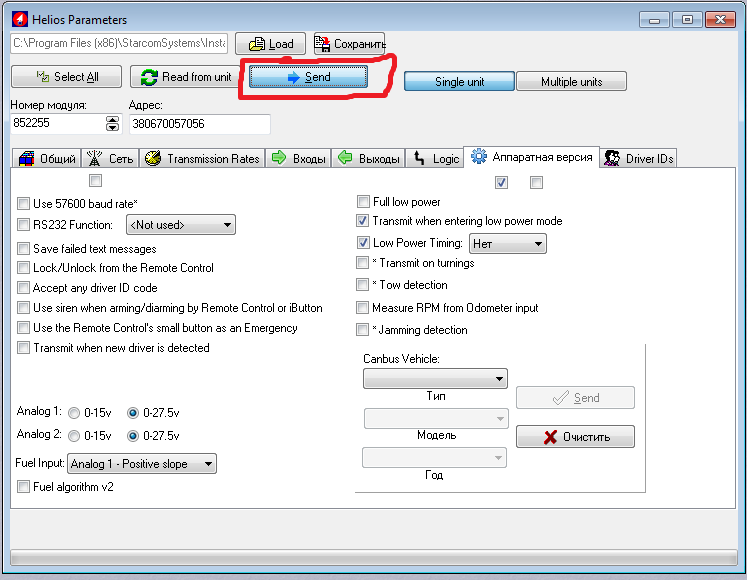 Helios Parameters
C:\Program Files (x86)\StarcomSystems\Insta
Load
Сохранить
Select All
Read from unit
Send
Single unit
Multiple units
Номер модуля:
Адрес:
852255
380670057056
Общий
Сеть
Transmission Rates
Входы
Выходы
Logic
Аппаратная версия
Driver IDs
Use 57600 baud rate*
RS232 Function:
<Not used>
Save failed text messages
Lock/Unlock from the Remote Control
Accept any driver ID code
Use siren when arming/diarming by Remote Control or iButton
Use the Remote Control's small button as an Emergency
Transmit when new driver is detected
Analog 1:
0-15v
0-27.5v
Analog 2:
0-15v
0-27.5v
Fuel Input:
Analog 1 - Positive slope
Fuel algorithm v2
Full low power
Transmit when entering low power mode
Low Power Timing:
Нет
* Transmit on turnings
* Tow detection
Measure RPM from Odometer input
* Jamming detection
Canbus Vehicle:
Тип
Модель
Год
Send
Очистить